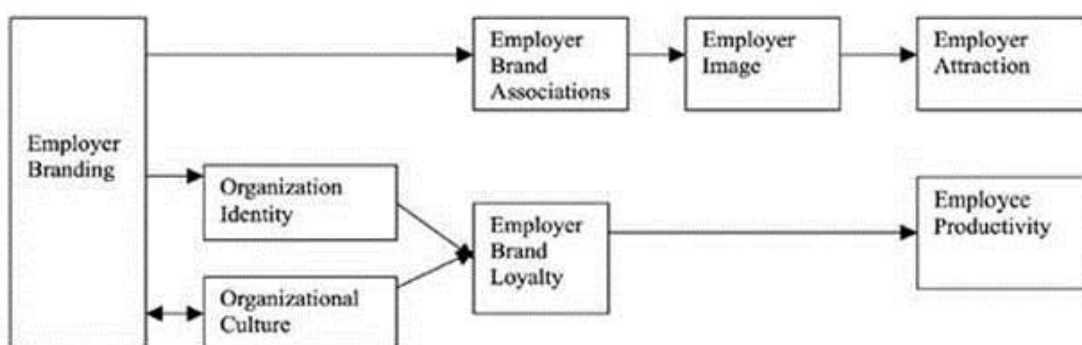 Employer
Branding
Employer
Brand
Associations
Employer
Image
Employer
Attraction
Organization
Identity
Organizational
Culture
Employer
Brand
Loyalty
Employee
Productivity